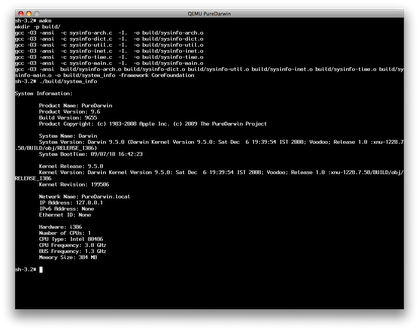 QEMU PureDarwin
sh-3.2# make
mkdir -p build/
gcc -O3 -ansi  -c sysinfo-arch.c -I.  -o build/sysinfo-arch.o
gcc -O3 -ansi  -c sysinfo-dict.c -I.  -o build/sysinfo-dict.o
gcc -O3 -ansi  -c sysinfo-util.c -I.  -o build/sysinfo-util.o
gcc -O3 -ansi  -c sysinfo-inet.c -I.  -o build/sysinfo-inet.o
gcc -O3 -ansi  -c sysinfo-time.c -I.  -o build/sysinfo-time.o
gcc -O3 -ansi  -c sysinfo-main.c -I.  -o build/sysinfo-main.o
gcc -O3 -ansi  build/sysinfo-arch.o build/sysinfo-dict.o build/sysinfo-util.o build/sysinfo-inet.o build/sysinfo-time.o build/sy
sinfo-main.o -o build/system_info -framework CoreFoundation
sh-3.2# ./build/system_info
System Information:
Product Name: PureDarwin
Product Version: 9.6
Build Version: 9G55
Product Copyright: (c) 1983-2008 Apple Inc. (c) 2009 The PureDarwin Project
System Name: Darwin
System Version: Darwin 9.5.0 (Darwin Kernel Version 9.5.0: Sat Dec  6 19:39:54 IST 2008; Voodoo; Release 1.0 :xnu-1228.7
.58/BUILD/obj/RELEASE_I386)
System BootTime: 09/07/18 16:42:23
Kernel Release: 9.5.0
Kernel Version: Darwin Kernel Version 9.5.0: Sat Dec  6 19:39:54 IST 2008; Voodoo; Release 1.0 :xnu-1228.7.58/BUILD/obj/
RELEASE_I386
Kernel Revision: 199506
Network Name: PureDarwin.local
IP Address: 127.0.0.1
IPv6 Address: None
Ethernet ID: None
Hardware: i386
Number of CPUs: 1
CPU Type: Intel 80486
CPU Frequency: 3.0 GHz
BUS Frequency: 1.3 GHz
Memory Size: 384 MB
sh-3.2#